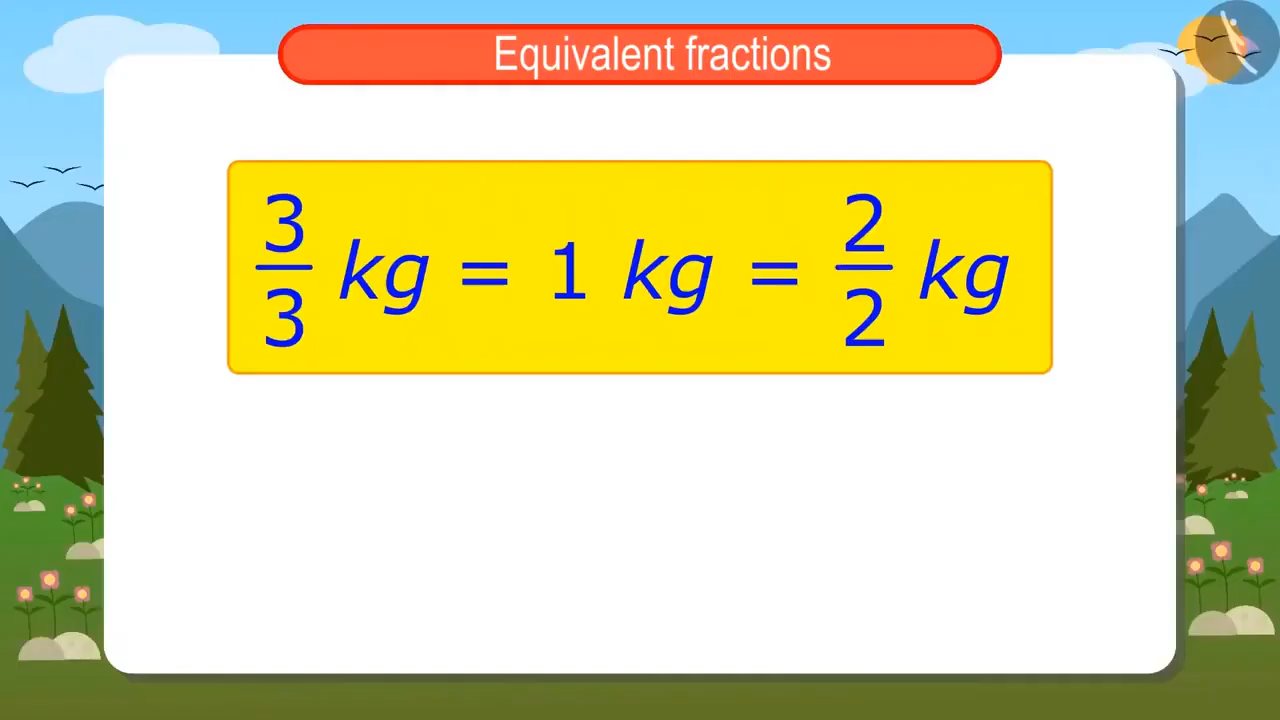 Equivalent fractions
3/3 kg = 1 kg = 2/2 kg